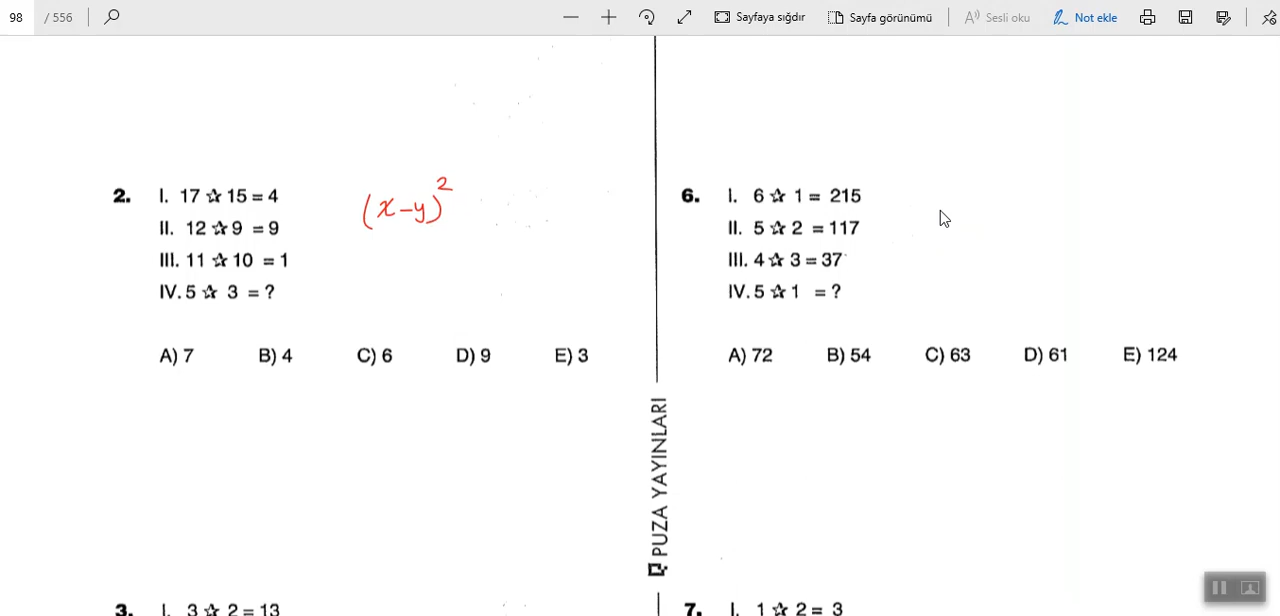 98 / 556 Sayfaya sığdır Sayfa görünümü Sesli oku Not ekle
2. I. 17 ☆ 15 = 4
II. 12 ☆ 9 = 9
III. 11 ☆ 10 = 1
IV. 5 ☆ 3 = ?
(x-y)²
A) 7 B) 4 C) 6 D) 9 E) 3
3. I. 3 ☆ 2 = 13
PUZA YAYINLARI
6. I. 6 ☆ 1 = 215
II. 5 ☆ 2 = 117
III. 4 ☆ 3 = 37
IV. 5 ☆ 1 = ?
A) 72 B) 54 C) 63 D) 61 E) 124
7. I. 1 ☆ 2 = 3